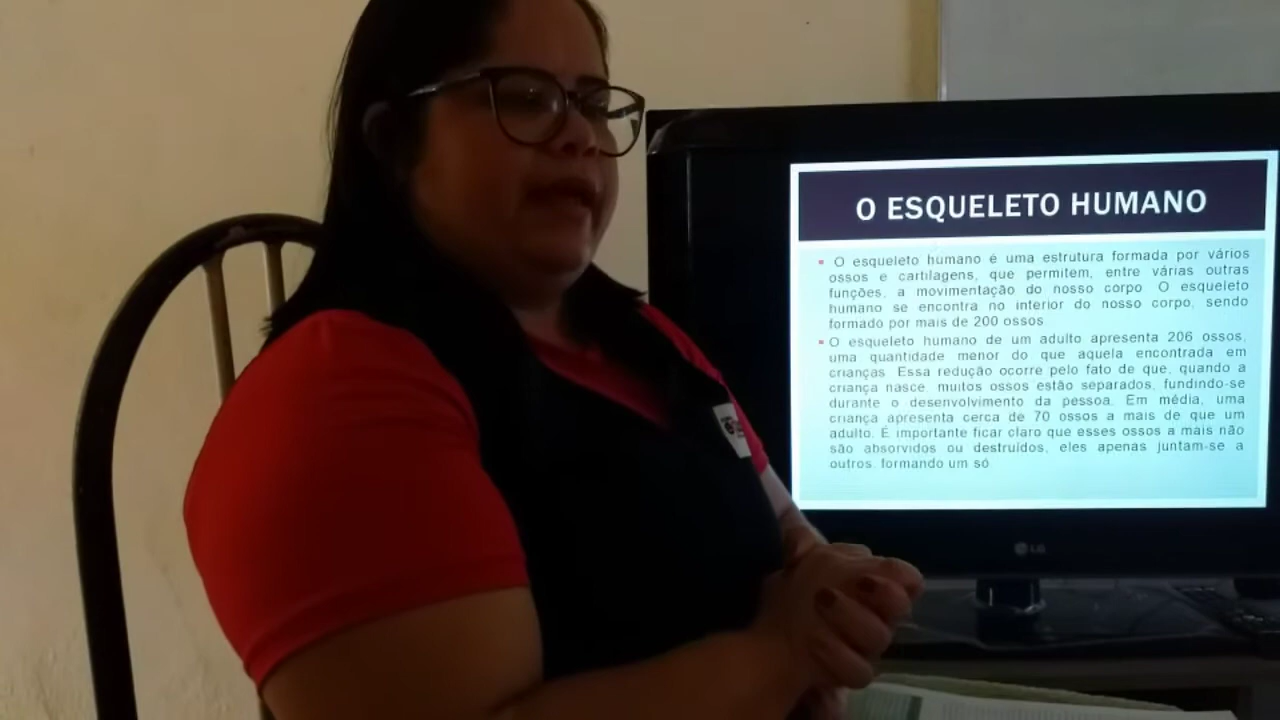 O ESQUELETO HUMANO
O esqueleto humano é uma estrutura formada por vários
ossos e cartilagens, que permitem, entre várias outras
funções, a movimentação do nosso corpo. O esqueleto
humano se encontra no interior do nosso corpo, sendo
formado por mais de 200 ossos
O esqueleto humano de um adulto apresenta 206 ossos,
uma quantidade menor do que aquela encontrada em
crianças. Essa redução ocorre pelo fato de que, quando a
criança nasce, muitos ossos estão separados, fundindo-se
durante o desenvolvimento da pessoa. Em média, uma
criança apresenta cerca de 70 ossos a mais de que um
adulto. É importante ficar claro que esses ossos a mais não
são absorvidos ou destruídos, eles apenas juntam-se a
outros, formando um só
LG